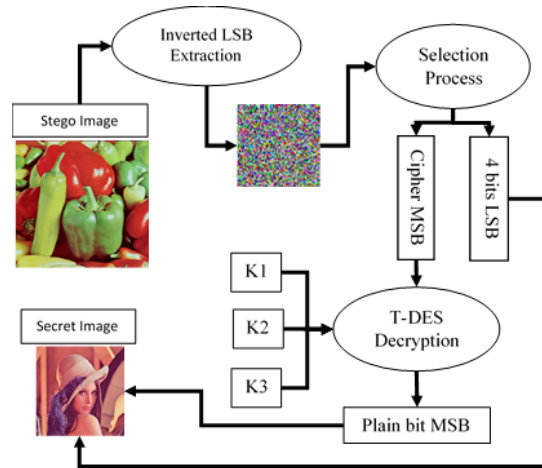 Inverted LSB
Extraction
Selection
Process
Stego Image
Cipher MSB
4 bits LSB
K1
K2
K3
T-DES
Decryption
Secret Image
Plain bit MSB